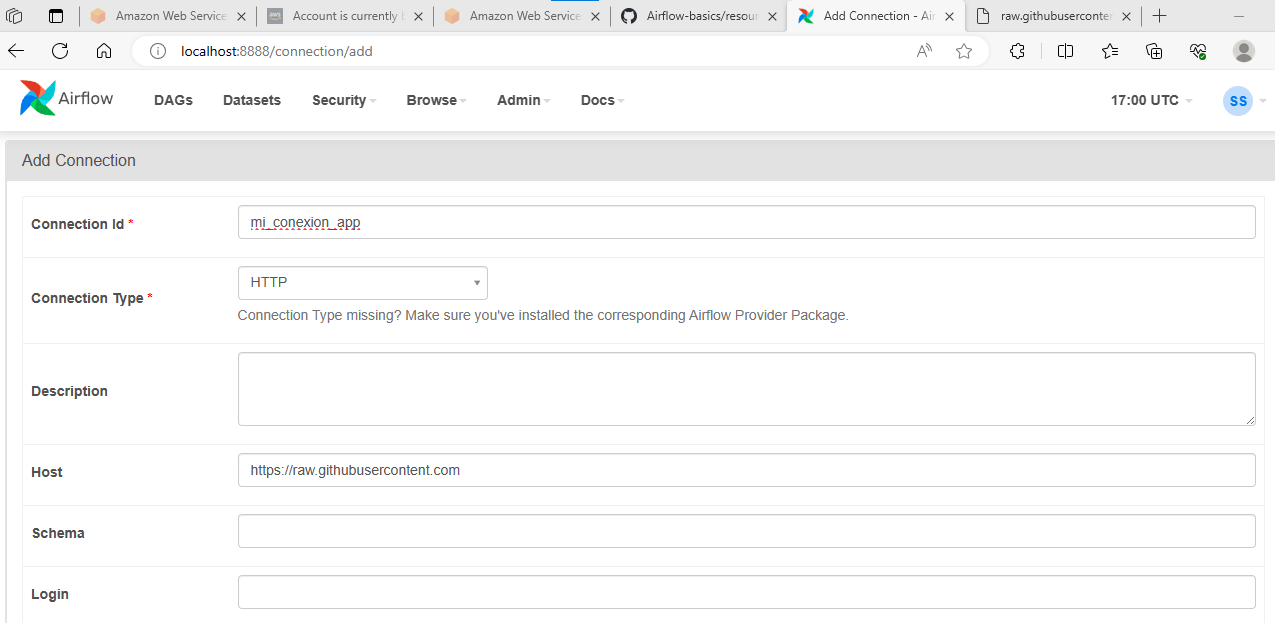 Amazon Web Service
Account is currently
Amazon Web Service
Airflow-basics/resour
Add Connection - Air
raw.githubuserconten
localhost:8888/connection/add
Airflow
DAGs
Datasets
Security
Browse
Admin
Docs
17:00 UTC
SS
Add Connection
Connection Id *
mi_conexion_app
Connection Type *
HTTP
Connection Type missing? Make sure you've installed the corresponding Airflow Provider Package.
Description
Host
https://raw.githubusercontent.com
Schema
Login